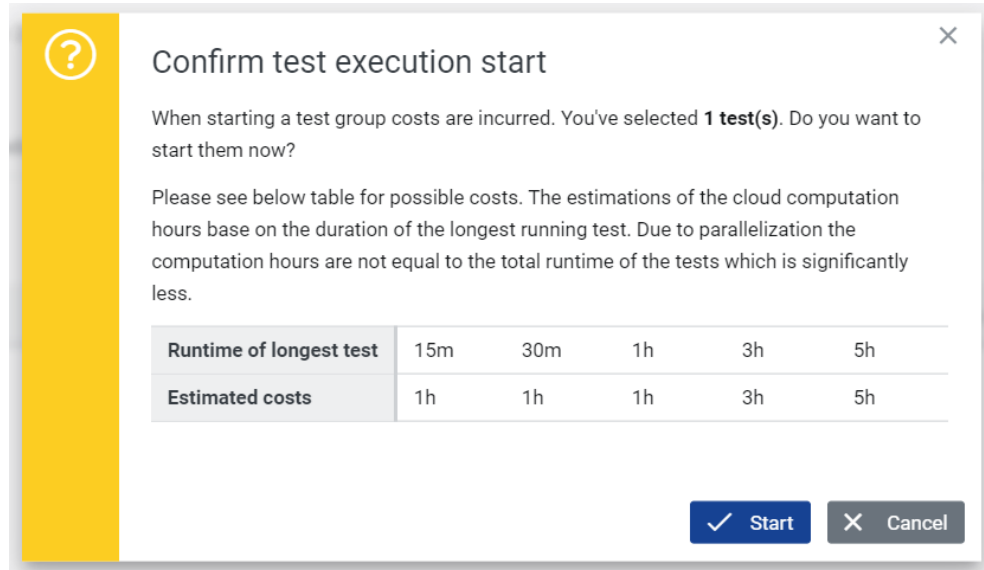 Confirm test execution start
When starting a test group costs are incurred. You've selected 1 test(s). Do you want to
start them now?
Please see below table for possible costs. The estimations of the cloud computation
hours base on the duration of the longest running test. Due to parallelization the
computation hours are not equal to the total runtime of the tests which is significantly
less.
Runtime of longest test 15m 30m 1h 3h 5h
Estimated costs 1h 1h 1h 3h 5h
Start Cancel